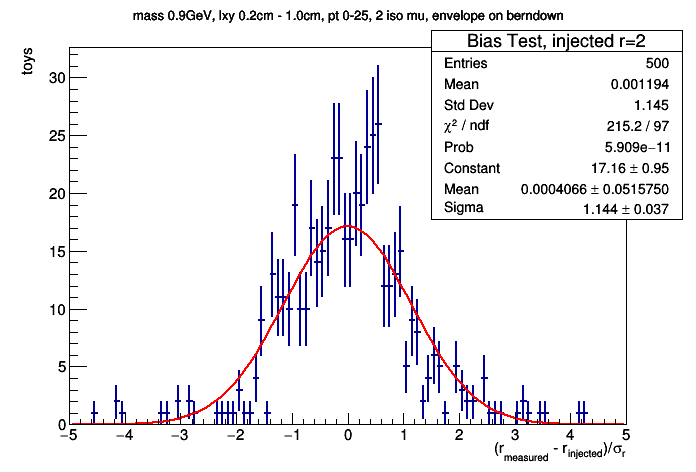 mass 0.9GeV, lxy 0.2cm - 1.0cm, pt 0-25, 2 iso mu, envelope on berndown
Bias Test, injected r=2
Entries 500
Mean 0.001194
Std Dev 1.145
χ² / ndf 215.2 / 97
Prob 5.909e−11
Constant 17.16 ± 0.95
Mean 0.0004066 ± 0.0515750
Sigma 1.144 ± 0.037
toys
30
25
20
15
10
5
0
−5 −4 −3 −2 −1 0 1 2 3 4 5
(r_measured - r_injected)/σ_r